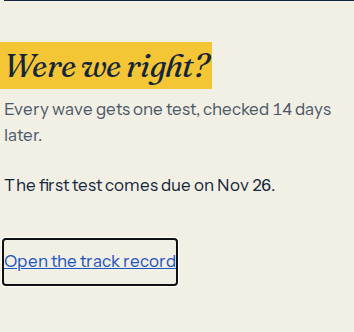 Were we right?
Every wave gets one test, checked 14 days
later.
The first test comes due on Nov 26.
Open the track record